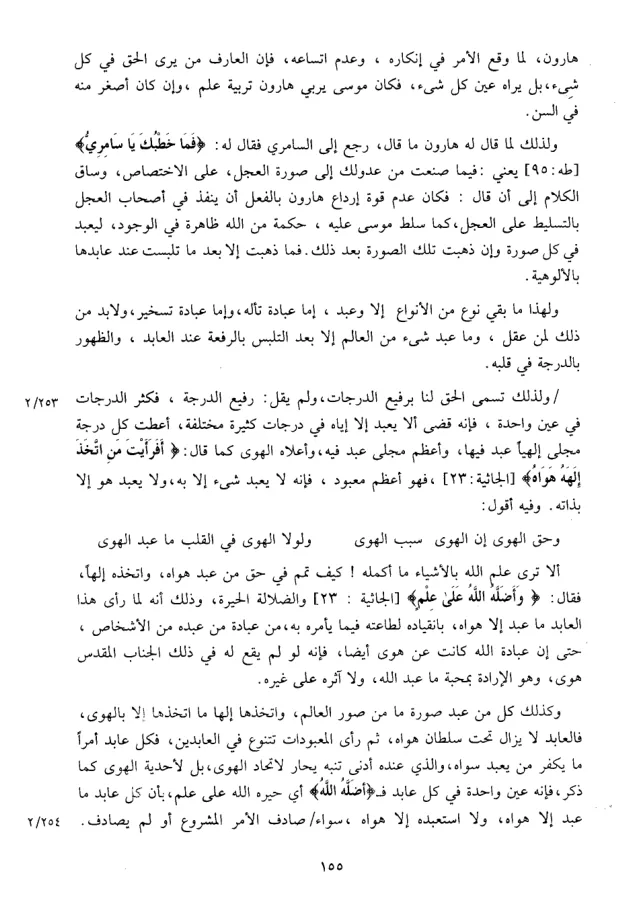 هارون، لما وقع الأمر في إنكاره ، وعدم اتساعه، فإن العارف من يرى الحق في كل
شيء،بل يراه عين كل شيء، فكان موسى يربي هارون تربية علم ،وإن كان أصغر منه
في السن.
ولذلك لما قال له هارون ما قال، رجع إلى السامري فقال له: ﴿فَمَا خَطْبُكَ يَا سَامِرِيُّ﴾
[طه:٩٥] يعني :فيما صنعت من عدولك إلى صورة العجل، على الاختصاص، وساق
الكلام إلى أن قال : فكان عدم قوة إرداع هارون بالفعل أن ينفذ في أصحاب العجل
بالتسليط على العجل،كما سلط موسى عليه ، حكمة من الله ظاهرة في الوجود، ليعبد
في كل صورة وإن ذهبت تلك الصورة بعد ذلك.فما ذهبت إلا بعد ما تلبست عند عابدها
بالألوهية.
ولهذا ما بقي نوع من الأنواع إلا وعبد ، إما عبادة تأله،وإما عبادة تسخير،ولابد من
ذلك لمن عقل ، وما عبد شىء من العالم إلا بعد التلبس بالرفعة عند العابد ، والظهور
بالدرجة في قلبه.
/ولذلك تسمى الحق لنا برفيع الدرجات،ولم يقل: رفيع الدرجة ، فكثر الدرجات ٢/٢٥٣
في عين واحدة ، فإنه قضى ألا يعبد إلا إياه في درجات كثيرة مختلفة، أعطت كل درجة
مجلى إلهياً عبد فيها، وأعظم مجلى عبد فيه،وأعلاه الهوى كما قال:﴿ أَفَرَأَيْتَ مَنِ اتَّخَذَ
إِلَهَهُ هَوَاهُ﴾ [الجاثية:٢٣] ،فهو أعظم معبود ، فإنه لا يعبد شىء إلا به،ولا يعبد هو إلا
بذاته. وفيه أقول:
وحق الهوى إن الهوى سبب الهوى ولولا الهوى في القلب ما عبد الهوى
ألا ترى علم الله بالأشياء ما أكمله ! كيف تمم في حق من عبد هواه، واتخذه إلهاً،
فقال: ﴿ وَأَضَلَّهُ اللَّهُ عَلَىٰ عِلْمٍ﴾ [الجاثية : ٢٣] والضلالة الحيرة، وذلك أنه لما رأى هذا
العابد ما عبد إلا هواه، بانقياده لطاعته فيما يأمره به،من عبادة من عبده من الأشخاص ،
حتى إن عبادة الله كانت عن هوى أيضا، فإنه لو لم يقع له في ذلك الجناب المقدس
هوى، وهو الإرادة بمحبة ما عبد الله، ولا آثره على غيره.
وكذلك كل من عبد صورة ما من صور العالم، واتخذها إلها ما اتخذها إلا بالهوى،
فالعابد لا يزال تحت سلطان هواه، ثم رأى المعبودات تتنوع في العابدين، فكل عابد أمراً
ما يكفر من يعبد سواه،والذي عنده أدنى تنبه يحار لاتحاد الهوى،بل لأحدية الهوى كما
ذكر،فإنه عين واحدة في كل عابد فـ﴿أَضَلَّهُ اللَّهُ﴾ أي حيره الله على علم،بأن كل عابد ما
عبد إلا هواه، ولا استعبده إلا هواه ،سواء/صادف الأمر المشروع أو لم يصادف. ٢/٢٥٤
١٥٥